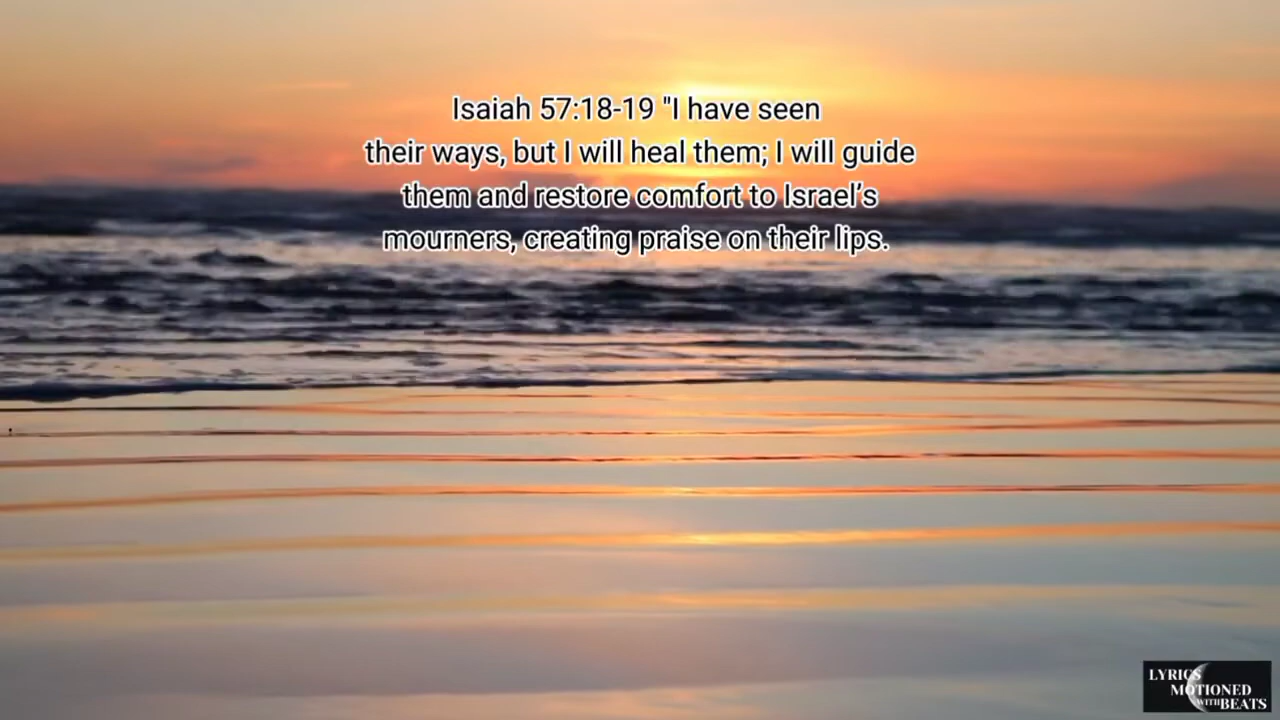 Isaiah 57:18-19 "I have seen
their ways, but I will heal them; I will guide
them and restore comfort to Israel’s
mourners, creating praise on their lips.
LYRICS
MOTIONED
WITH BEATS